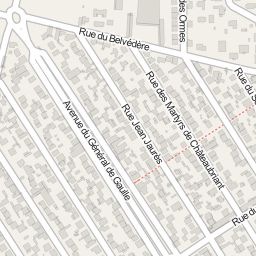 des Ormes
Rue du Belvédère
Rue du S
Rue des Martyrs de Châteaubriant
Rue Jean Jaurès
Avenue du Général de Gaulle
Rue du